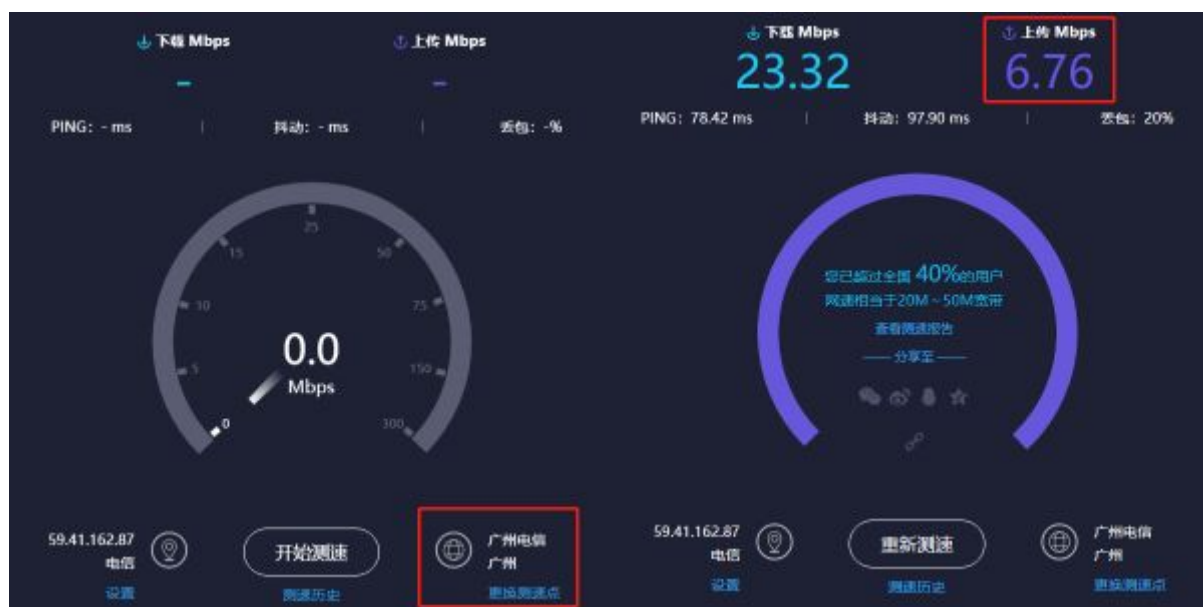 下载 Mbps
上传 Mbps
–
–
PING: - ms
抖动: - ms
丢包: -%
25
15
50
10
75
5
150
0
300
0.0
Mbps
59.41.162.87
电信
设置
开始测速
测速历史
广州电信
广州
更换测速点
下载 Mbps
上传 Mbps
23.32
6.76
PING: 78.42 ms
抖动: 97.90 ms
丢包: 20%
您已超过全国 40%的用户
网速相当于20M ~ 50M宽带
查看测速报告
分享至
59.41.162.87
电信
设置
重新测速
测速历史
广州电信
广州
更换测速点